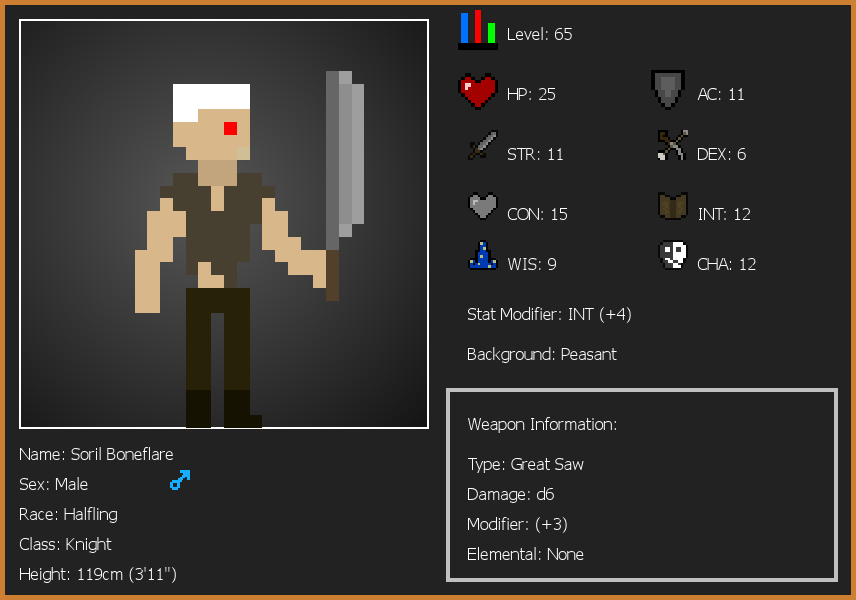 Level: 65
HP: 25
AC: 11
STR: 11
DEX: 6
CON: 15
INT: 12
WIS: 9
CHA: 12
Stat Modifier: INT (+4)
Background: Peasant
Weapon Information:
Type: Great Saw
Damage: d6
Modifier: (+3)
Elemental: None
Name: Soril Boneflare
Sex: Male
Race: Halfling
Class: Knight
Height: 119cm (3'11")